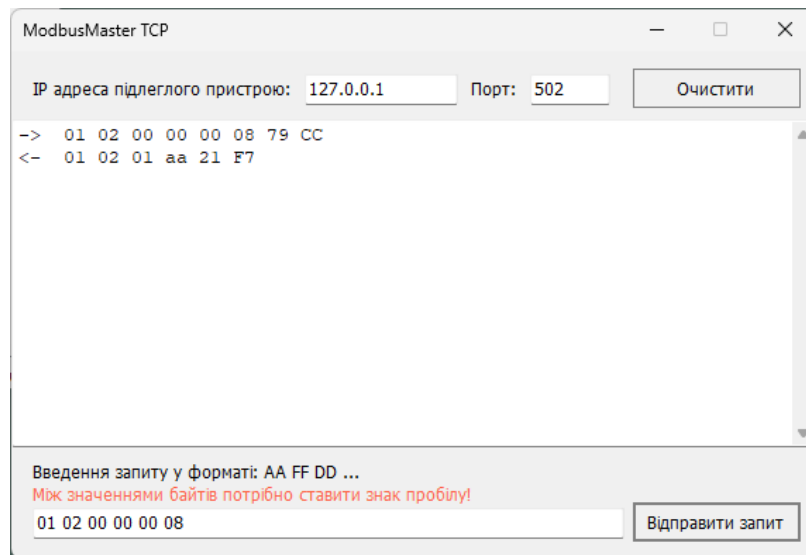 ModbusMaster TCP
IP адреса підлеглого пристрою: 127.0.0.1 Порт: 502 Очистити
-> 01 02 00 00 00 08 79 CC
<- 01 02 01 aa 21 F7
Введення запиту у форматі: AA FF DD ...
Між значеннями байтів потрібно ставити знак пробілу!
01 02 00 00 00 08 Відправити запит